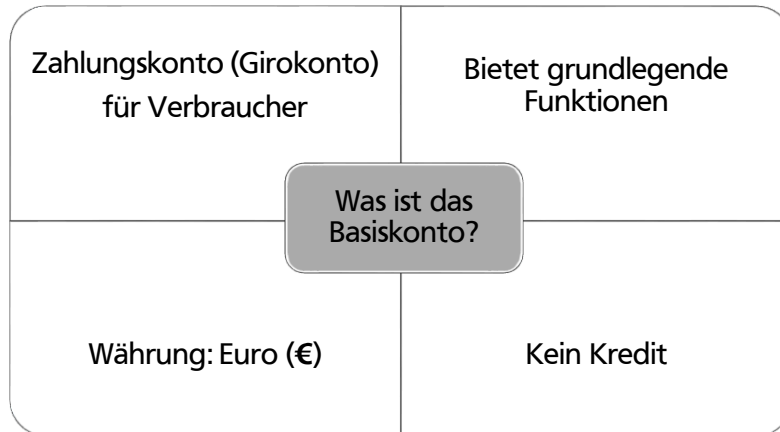 Zahlungskonto (Girokonto)
für Verbraucher
Bietet grundlegende
Funktionen
Was ist das
Basiskonto?
Währung: Euro (€)
Kein Kredit